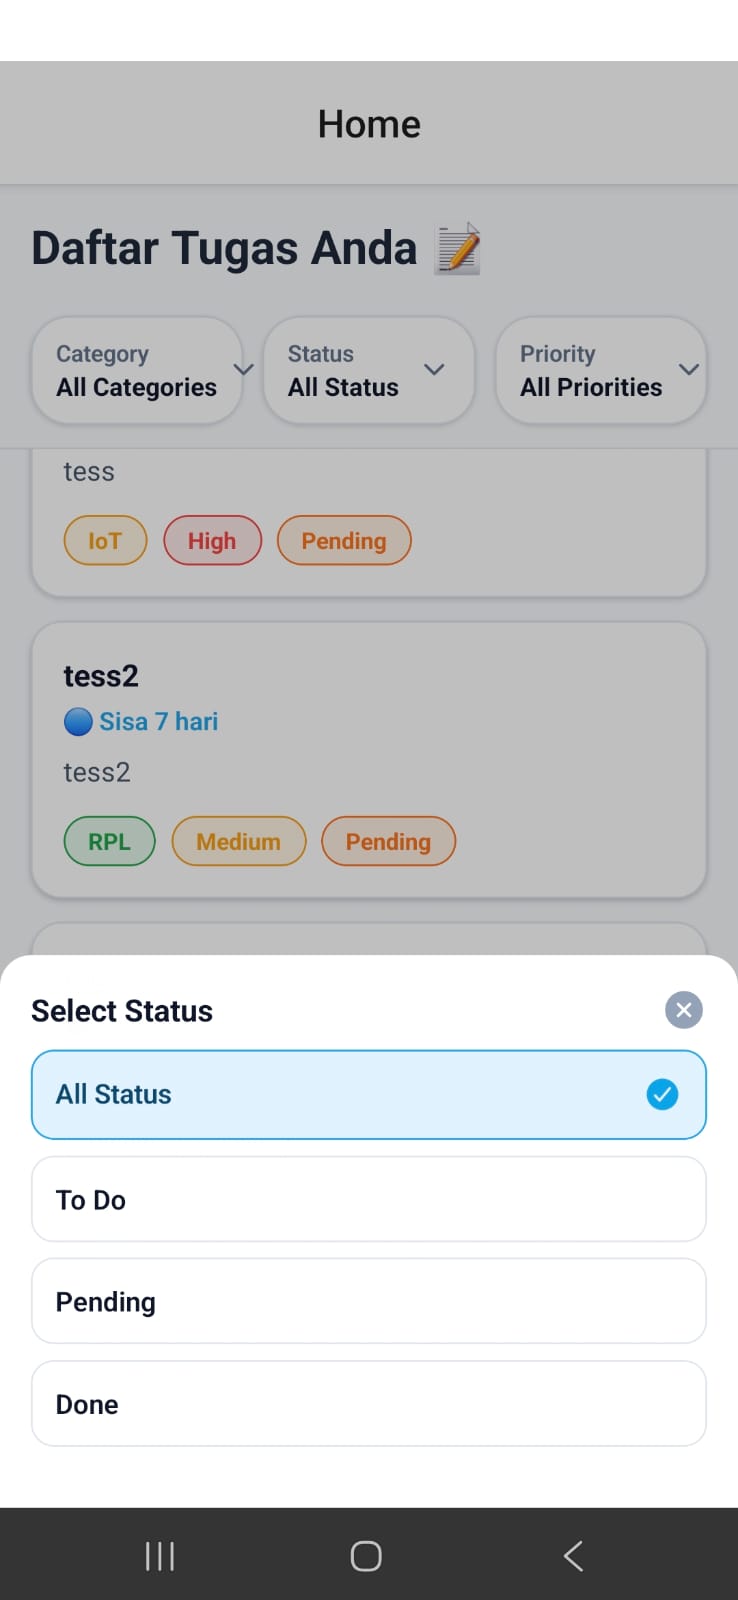 Home
Daftar Tugas Anda 📝
Category
All Categories
Status
All Status
Priority
All Priorities
tess
IoT
High
Pending
tess2
Sisa 7 hari
tess2
RPL
Medium
Pending
Select Status
All Status
To Do
Pending
Done